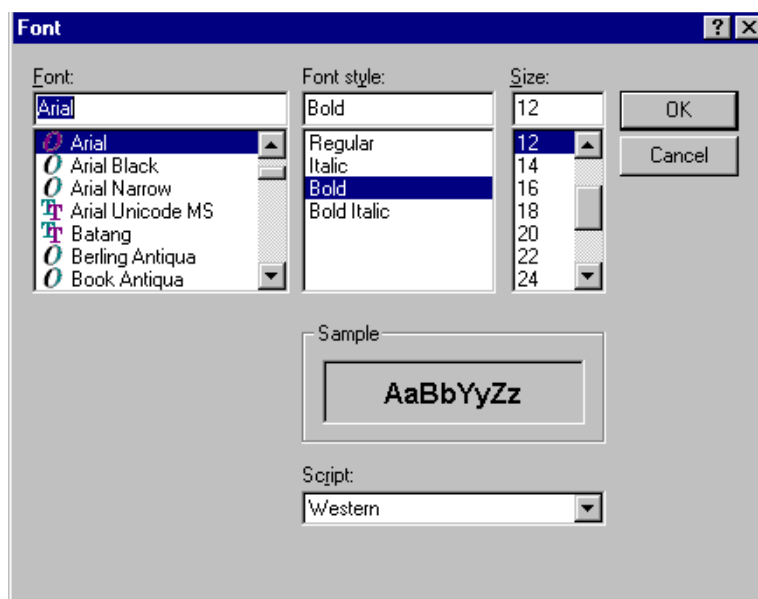 Font
Font:
Font style:
Size:
Arial
Bold
12
OK
Cancel
Arial
Arial Black
Arial Narrow
Arial Unicode MS
Batang
Berling Antiqua
Book Antiqua
Regular
Italic
Bold
Bold Italic
12
14
16
18
20
22
24
Sample
AaBbYyZz
Script:
Western